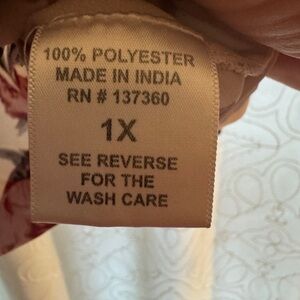 100% POLYESTER
MADE IN INDIA
RN # 137360
1X
SEE REVERSE
FOR THE
WASH CARE